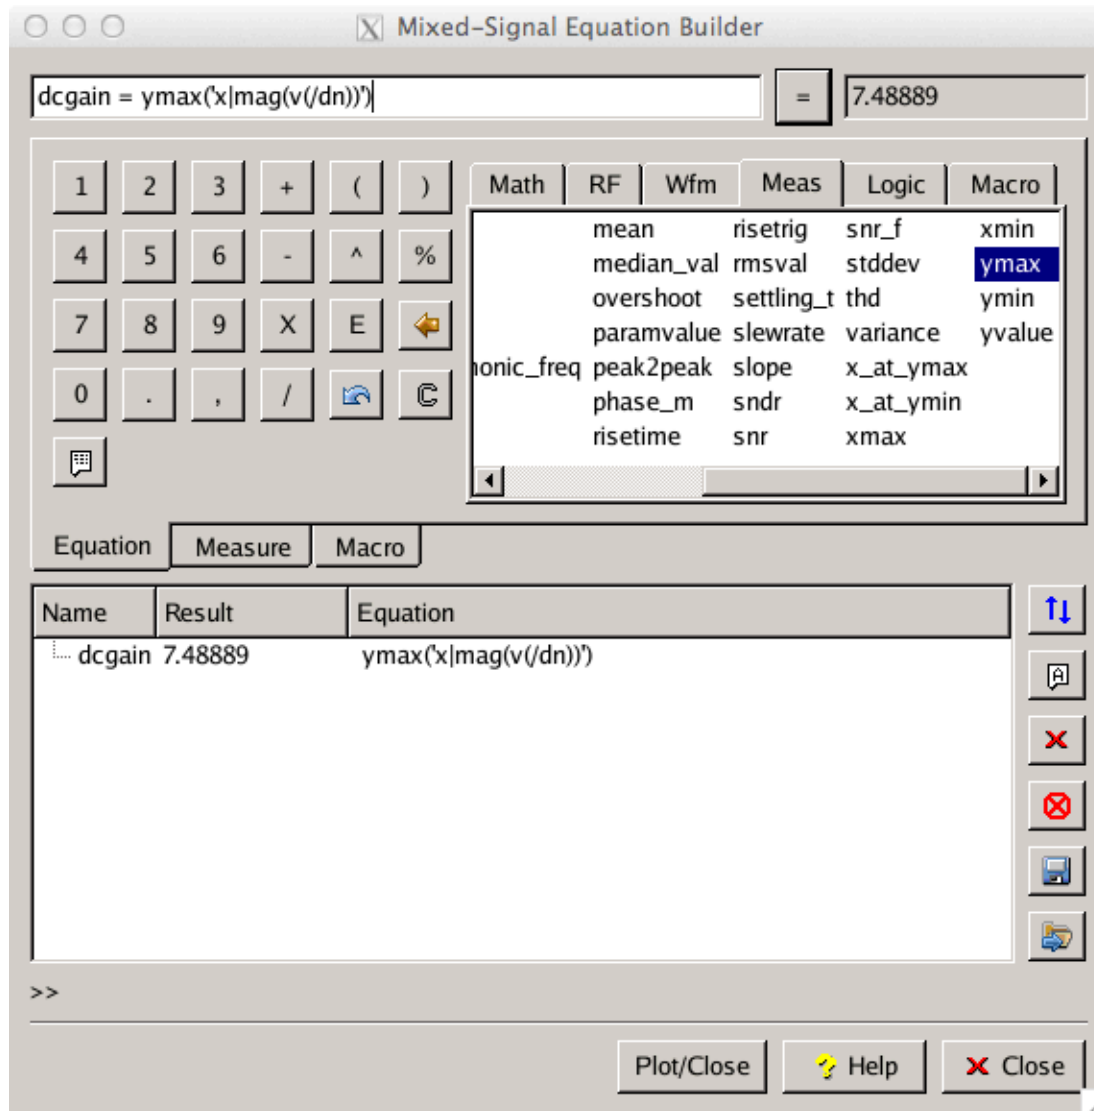 Mixed-Signal Equation Builder
dcgain = ymax('x|mag(v(/dn))') = 7.48889
1 2 3 + ( ) Math RF Wfm Meas Logic Macro
mean risetrig snr_f xmin
4 5 6 - ^ % median_val rmsval stddev ymax
overshoot settling_t thd ymin
7 8 9 X E paramvalue slewrate variance yvalue
monic_freq peak2peak slope x_at_ymax
0 . , / C phase_m sndr x_at_ymin
risetime snr xmax
Equation Measure Macro
Name Result Equation
dcgain 7.48889 ymax('x|mag(v(/dn))')
A
>>
Plot/Close ? Help Close